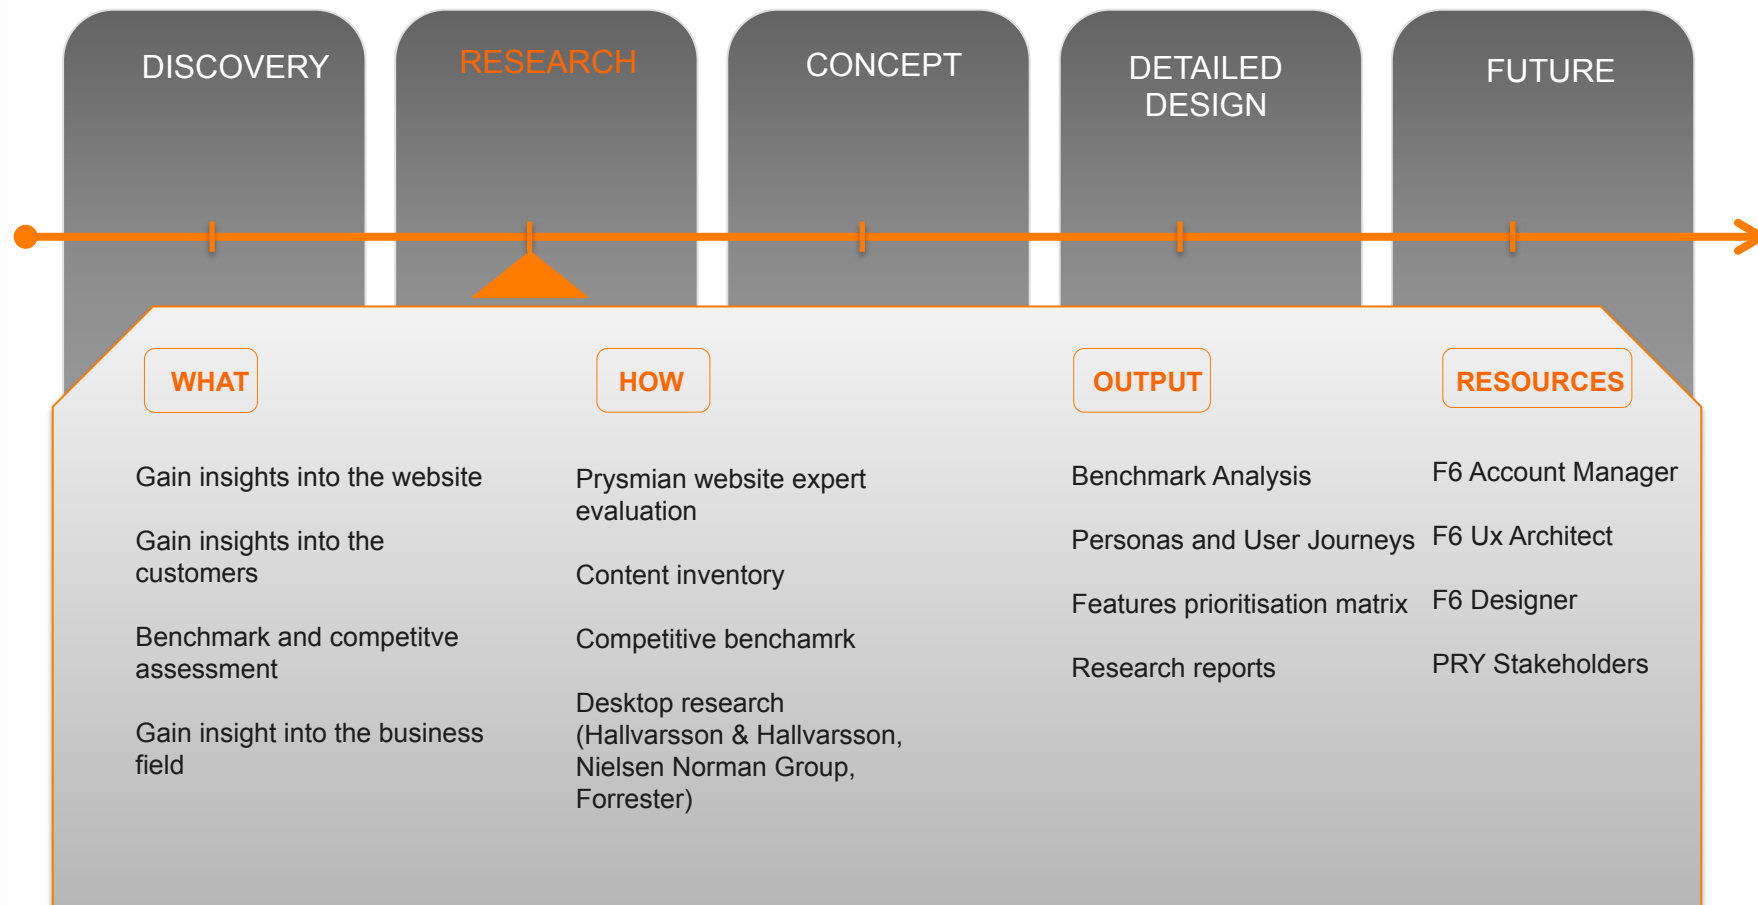 DISCOVERY
RESEARCH
CONCEPT
DETAILED
DESIGN
FUTURE
WHAT
Gain insights into the website
Gain insights into the
customers
Benchmark and competitve
assessment
Gain insight into the business
field
HOW
Prysmian website expert
evaluation
Content inventory
Competitive benchamrk
Desktop research
(Hallvarsson & Hallvarsson,
Nielsen Norman Group,
Forrester)
OUTPUT
Benchmark Analysis
Personas and User Journeys
Features prioritisation matrix
Research reports
RESOURCES
F6 Account Manager
F6 Ux Architect
F6 Designer
PRY Stakeholders